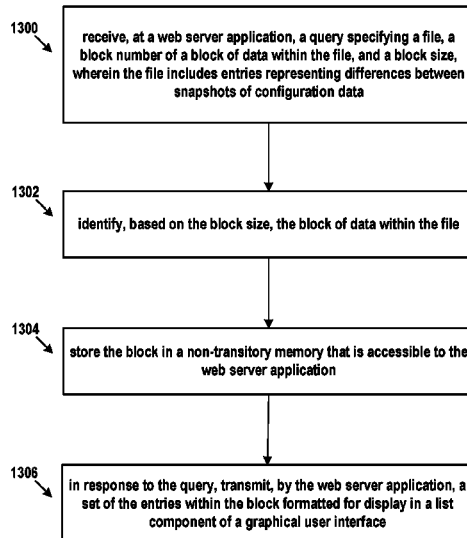 1300
receive, at a web server application, a query specifying a file, a
block number of a block of data within the file, and a block size,
wherein the file includes entries representing differences between
snapshots of configuration data
1302
identify, based on the block size, the block of data within the file
1304
store the block in a non-transitory memory that is accessible to the
web server application
1306
in response to the query, transmit, by the web server application, a
set of the entries within the block formatted for display in a list
component of a graphical user interface